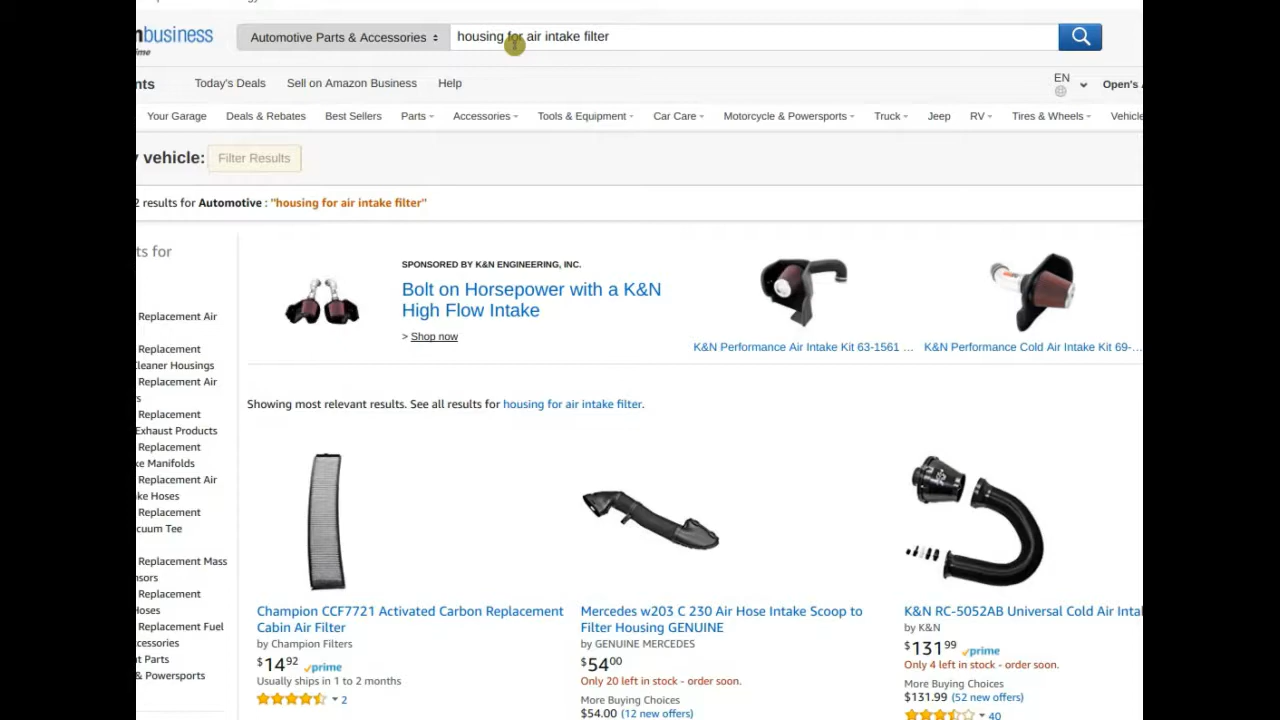 business
Automotive Parts & Accessories
housing for air intake filter
nts
Today's Deals
Sell on Amazon Business
Help
EN
Open's
Your Garage
Deals & Rebates
Best Sellers
Parts
Accessories
Tools & Equipment
Car Care
Motorcycle & Powersports
Truck
Jeep
RV
Tires & Wheels
Vehicle
vehicle:
Filter Results
2 results for Automotive : "housing for air intake filter"
ts for
Replacement Air
Replacement
Cleaner Housings
Replacement Air
s
Replacement
Exhaust Products
Replacement
ke Manifolds
Replacement Air
ke Hoses
Replacement
cuum Tee
Replacement Mass
nsors
Replacement
Hoses
Replacement Fuel
cessories
nt Parts
& Powersports
SPONSORED BY K&N ENGINEERING, INC.
Bolt on Horsepower with a K&N
High Flow Intake
> Shop now
K&N Performance Air Intake Kit 63-1561 ...
K&N Performance Cold Air Intake Kit 69-...
Showing most relevant results. See all results for housing for air intake filter.
Champion CCF7721 Activated Carbon Replacement
Cabin Air Filter
by Champion Filters
$14 92 prime
Usually ships in 1 to 2 months
2
Mercedes w203 C 230 Air Hose Intake Scoop to
Filter Housing GENUINE
by GENUINE MERCEDES
$54 00
Only 20 left in stock - order soon.
More Buying Choices
$54.00 (12 new offers)
K&N RC-5052AB Universal Cold Air Intal
by K&N
$131 99 prime
Only 4 left in stock - order soon.
More Buying Choices
$131.99 (52 new offers)
40